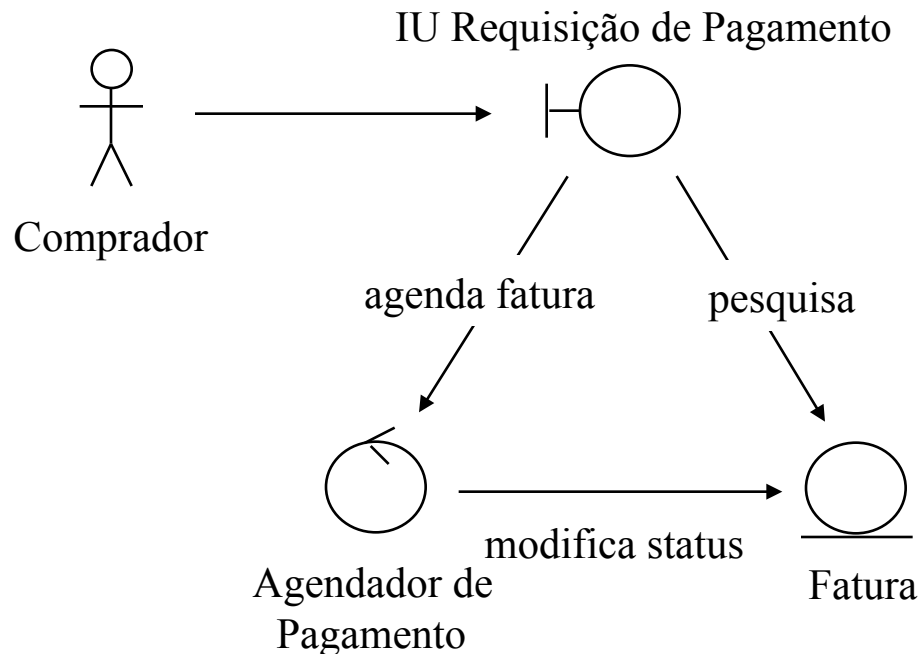 IU Requisição de Pagamento
Comprador
agenda fatura
pesquisa
modifica status
Agendador de
Pagamento
Fatura